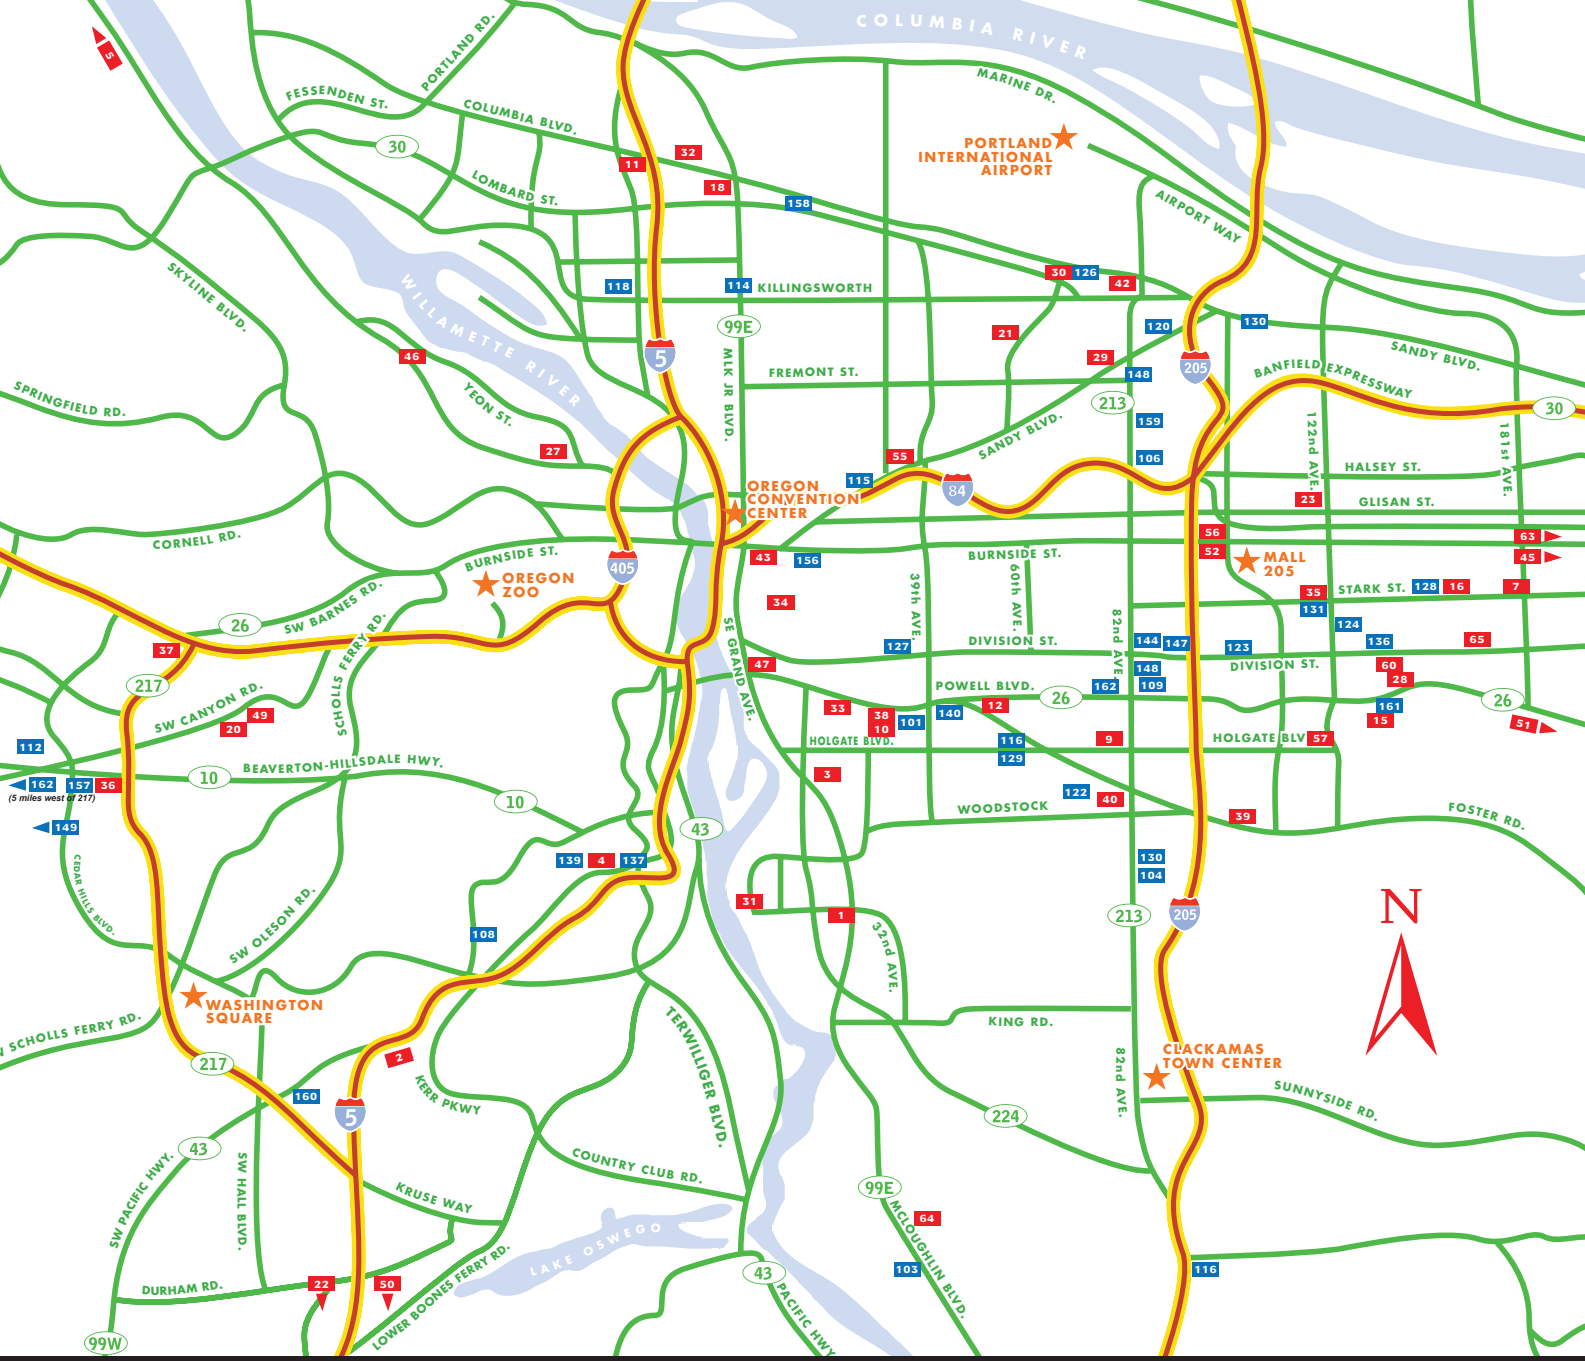 COLUMBIA RIVER
PORTLAND RD.
5
FESSENDEN ST.
COLUMBIA BLVD.
MARINE DR.
30
PORTLAND
INTERNATIONAL
AIRPORT
32
11
18
LOMBARD ST.
158
AIRPORT WAY
SKYLINE BLVD.
WILLAMETTE RIVER
118
114
KILLINGSWORTH
30
126
42
99E
21
120
130
5
46
29
148
205
SANDY BLVD.
BANFIELD EXPRESSWAY
MLK JR BLVD.
FREMONT ST.
SPRINGFIELD RD.
YEON ST.
213
159
30
SANDY BLVD.
122nd AVE.
181st AVE.
27
55
106
HALSEY ST.
115
84
OREGON
CONVENTION
CENTER
23
GLISAN ST.
CORNELL RD.
BURNSIDE ST.
405
43
156
BURNSIDE ST.
56
52
MALL
205
63
45
OREGON
ZOO
39th AVE.
60th AVE.
82nd AVE.
SW BARNES RD.
34
35
STARK ST.
128
16
7
131
26
124
SCHOLLS FERRY RD.
SE GRAND AVE.
127
DIVISION ST.
144
147
123
136
65
37
47
148
DIVISION ST.
60
28
217
POWELL BLVD.
26
162
109
26
SW CANYON RD.
49
20
33
38
10
101
140
12
161
15
51
112
HOLGATE BLVD.
116
129
9
HOLGATE BLV
57
BEAVERTON-HILLSDALE HWY.
10
162
157
36
(5 miles west of 217)
3
10
122
40
WOODSTOCK
39
FOSTER RD.
149
43
CEDAR HILLS BLVD.
139
4
137
130
104
SW OLESON RD.
31
1
213
205
N
108
32nd AVE.
WASHINGTON
SQUARE
W SCHOLLS FERRY RD.
TERWILLIGER BLVD.
KING RD.
217
2
CLACKAMAS
TOWN CENTER
82nd AVE.
160
5
KERR PKWY
224
SUNNYSIDE RD.
43
SW PACIFIC HWY.
SW HALL BLVD.
COUNTRY CLUB RD.
KRUSE WAY
99E
64
MCLOUGHLIN BLVD.
LAKE OSWEGO
LOWER BOONES FERRY RD.
103
116
DURHAM RD.
22
50
43
PACIFIC HWY
99W